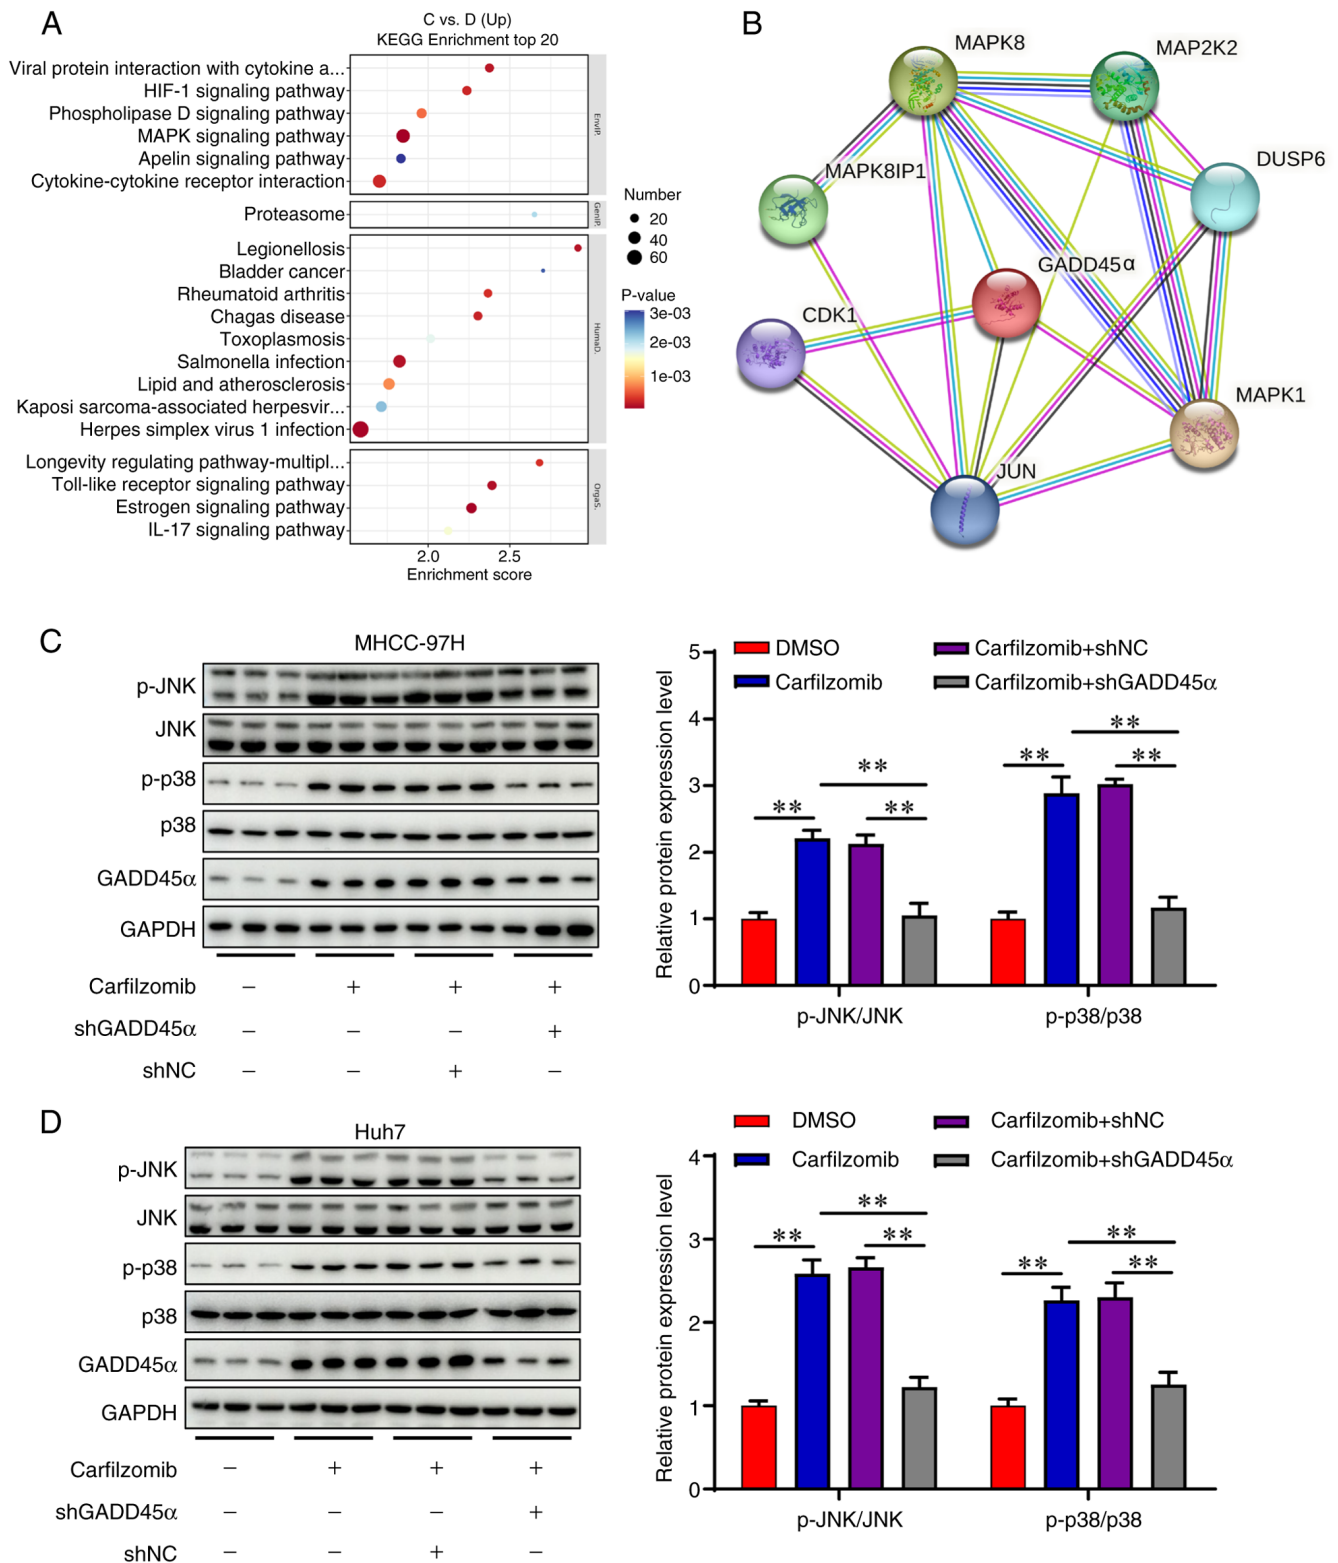 A
C vs. D (Up)
KEGG Enrichment top 20
Viral protein interaction with cytokine a...
HIF-1 signaling pathway
Phospholipase D signaling pathway
MAPK signaling pathway
Apelin signaling pathway
Cytokine-cytokine receptor interaction
EnvIP.
Proteasome
GenIP.
Legionellosis
Bladder cancer
Rheumatoid arthritis
Chagas disease
Toxoplasmosis
Salmonella infection
Lipid and atherosclerosis
Kaposi sarcoma-associated herpesvir...
Herpes simplex virus 1 infection
HumaD.
Longevity regulating pathway-multipl...
Toll-like receptor signaling pathway
Estrogen signaling pathway
IL-17 signaling pathway
OrgaS.
2.0 2.5
Enrichment score
Number
20
40
60
P-value
3e-03
2e-03
1e-03
B
MAPK8
MAP2K2
DUSP6
MAPK8IP1
GADD45α
CDK1
MAPK1
JUN
C
MHCC-97H
p-JNK
JNK
p-p38
p38
GADD45α
GAPDH
Carfilzomib − + + +
shGADD45α − − − +
shNC − − + −
DMSO
Carfilzomib
Carfilzomib+shNC
Carfilzomib+shGADD45α
Relative protein expression level
5
4
3
2
1
0
** ** **
** ** **
p-JNK/JNK p-p38/p38
D
Huh7
p-JNK
JNK
p-p38
p38
GADD45α
GAPDH
Carfilzomib − + + +
shGADD45α − − − +
shNC − − + −
DMSO
Carfilzomib
Carfilzomib+shNC
Carfilzomib+shGADD45α
Relative protein expression level
4
3
2
1
0
** ** **
** ** **
p-JNK/JNK p-p38/p38